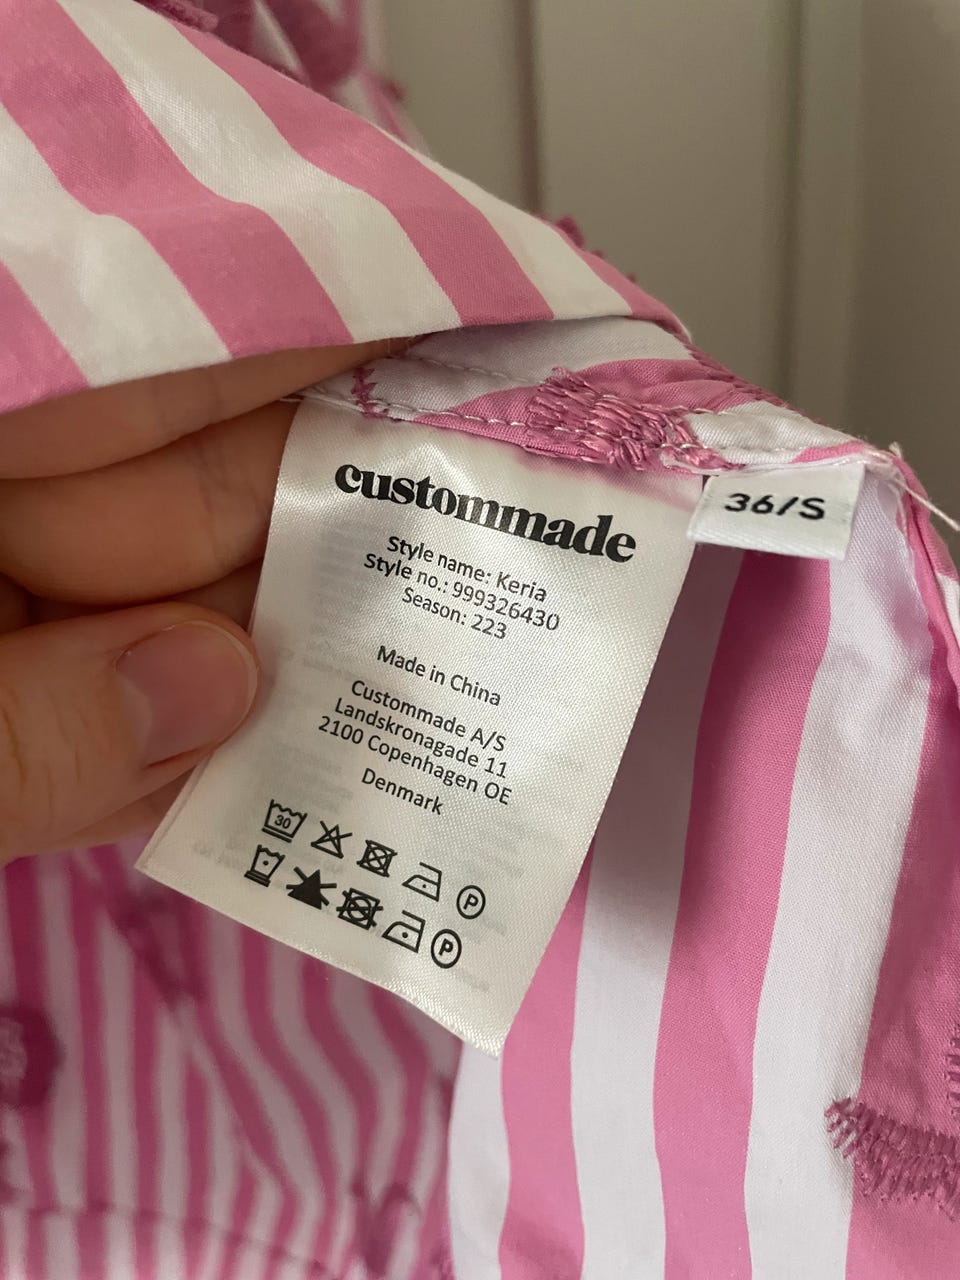 custommade
36/S
Style name: Keria
Style no.: 999326430
Season: 223
Made in China
Custommade A/S
Landskronagade 11
2100 Copenhagen OE
Denmark
30
P
P